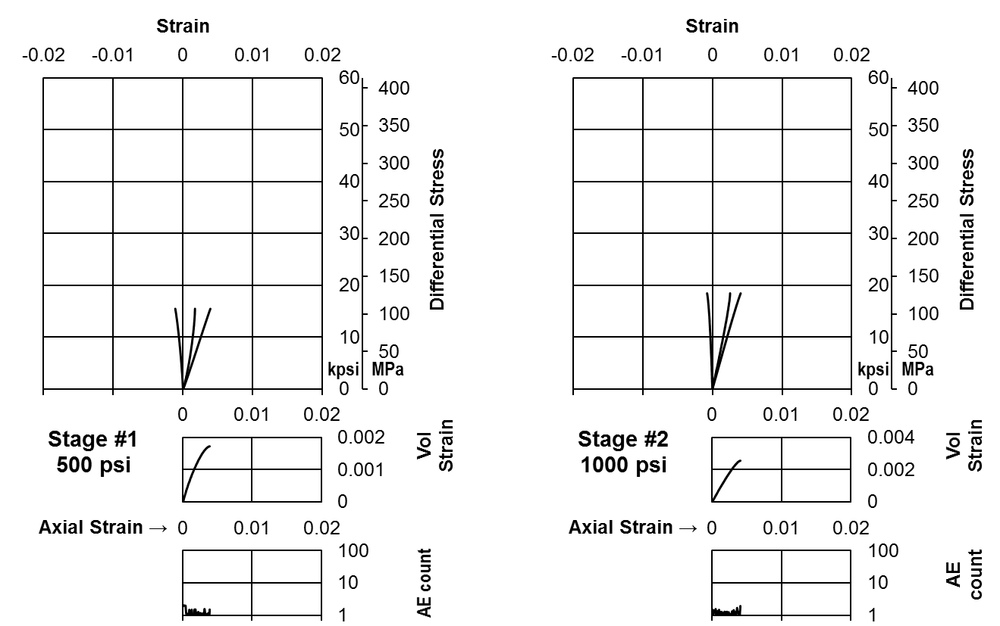 Strain
-0.02 -0.01 0 0.01 0.02
60
50
40
30
20
10
kpsi
0
400
350
300
250
200
150
100
50
MPa
0
Differential Stress
0 0.01 0.02
Stage #1
500 psi
0.002
0.001
0
Vol
Strain
Axial Strain → 0 0.01 0.02
100
10
1
AE count
Strain
-0.02 -0.01 0 0.01 0.02
60
50
40
30
20
10
kpsi
0
400
350
300
250
200
150
100
50
MPa
0
Differential Stress
0 0.01 0.02
Stage #2
1000 psi
0.004
0.002
0
Vol
Strain
Axial Strain → 0 0.01 0.02
100
10
1
AE
count